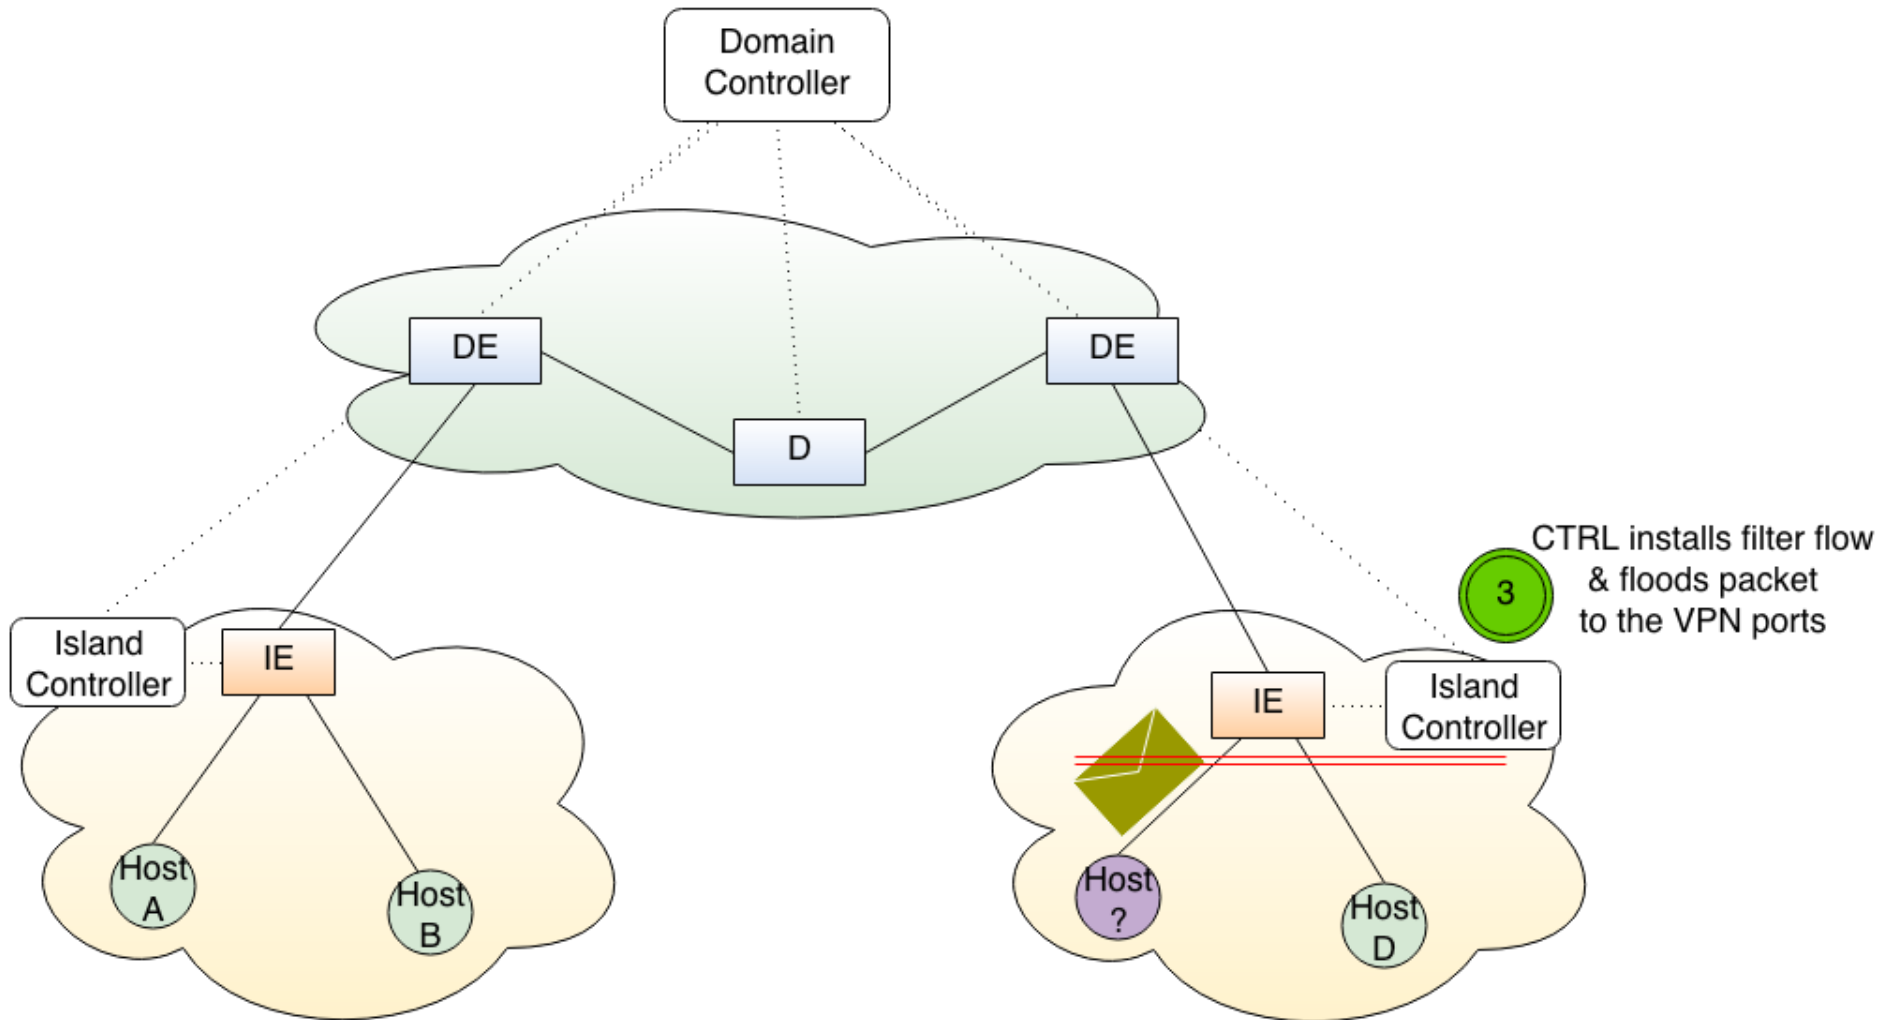 Domain
Controller
DE
DE
D
CTRL installs filter flow
& floods packet
to the VPN ports
3
Island
Controller
IE
IE
Island
Controller
Host
A
Host
B
Host
?
Host
D